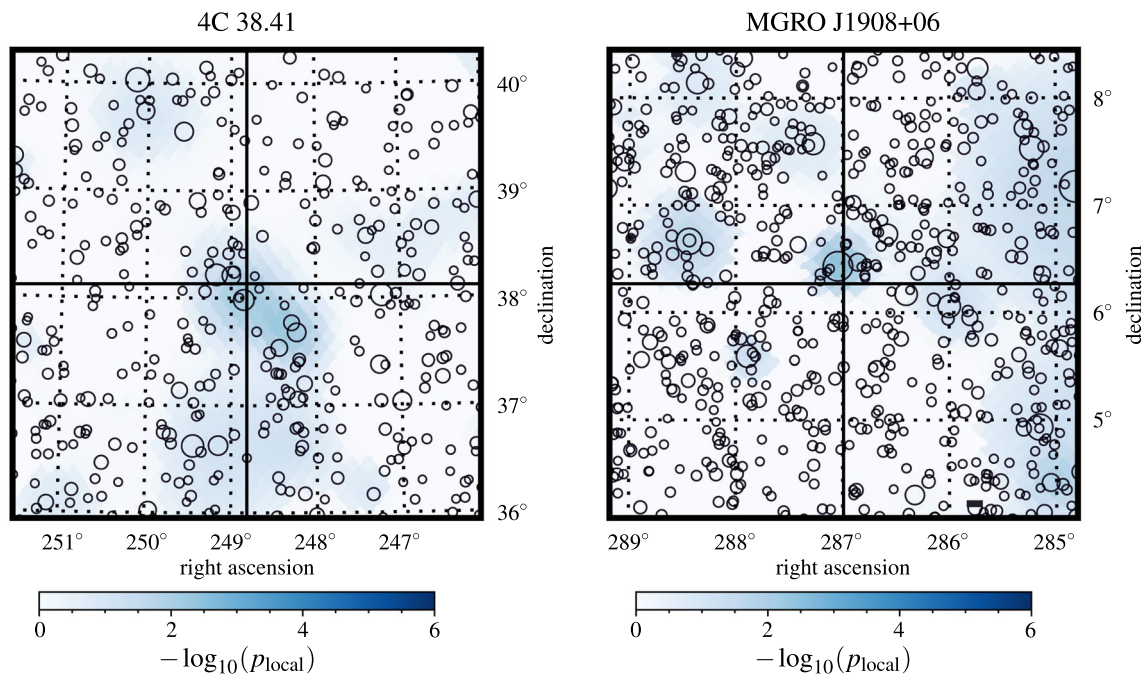 4C 38.41
MGRO J1908+06
40°
39°
38°
37°
36°
declination
8°
7°
6°
5°
declination
251° 250° 249° 248° 247°
right ascension
289° 288° 287° 286° 285°
right ascension
0 2 4 6
−log₁₀(p_local)
0 2 4 6
−log₁₀(p_local)